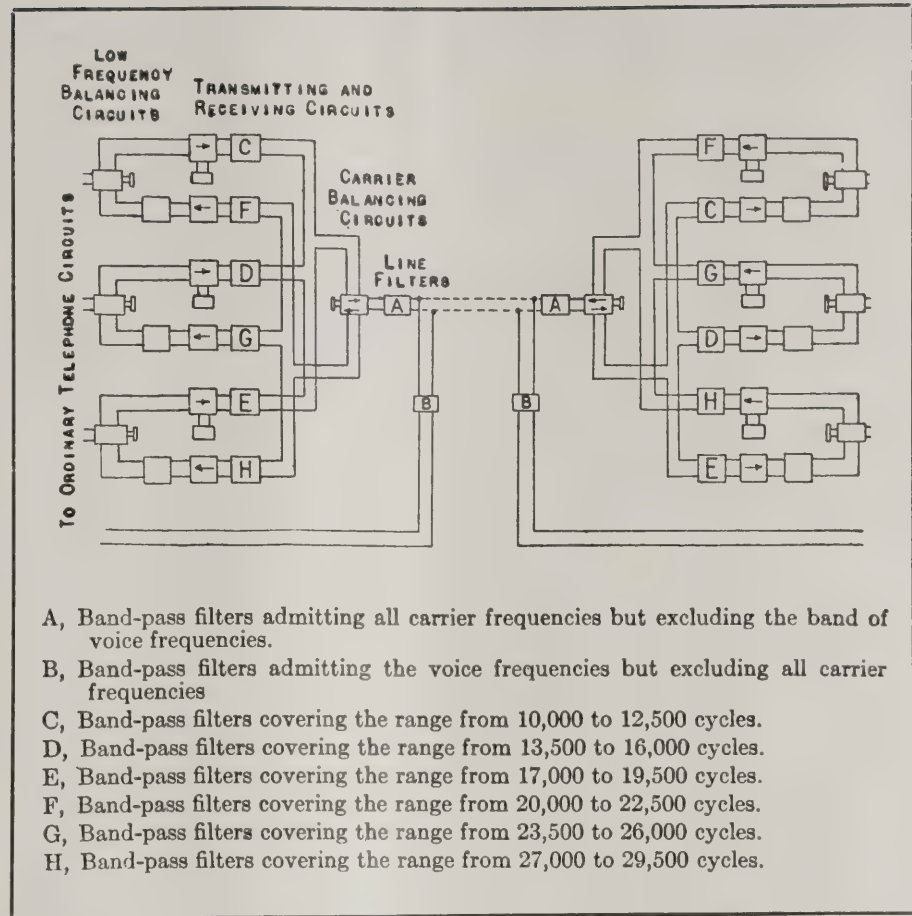 LOW
FREQUENCY
BALANCING
CIRCUITS
TRANSMITTING AND
RECEIVING CIRCUITS
TO ORDINARY TELEPHONE CIRCUITS
CARRIER
BALANCING
CIRCUITS
LINE
FILTERS
C
F
D
G
E
H
A
B
A
B
F
C
G
D
H
E
A, Band-pass filters admitting all carrier frequencies but excluding the band of
voice frequencies.
B, Band-pass filters admitting the voice frequencies but excluding all carrier
frequencies
C, Band-pass filters covering the range from 10,000 to 12,500 cycles.
D, Band-pass filters covering the range from 13,500 to 16,000 cycles.
E, Band-pass filters covering the range from 17,000 to 19,500 cycles.
F, Band-pass filters covering the range from 20,000 to 22,500 cycles.
G, Band-pass filters covering the range from 23,500 to 26,000 cycles.
H, Band-pass filters covering the range from 27,000 to 29,500 cycles.